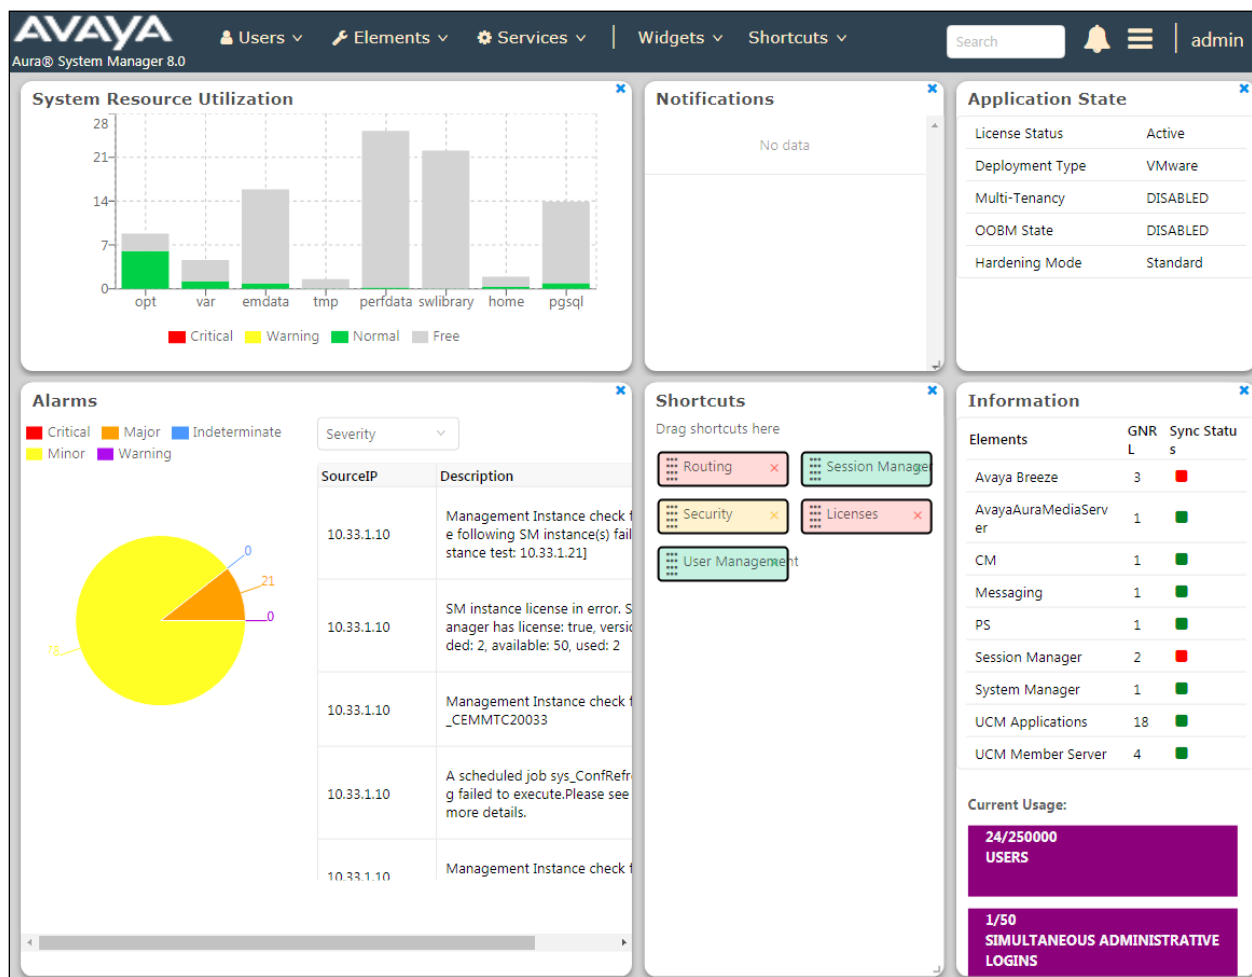 AVAYA
Aura® System Manager 8.0
Users
Elements
Services
Widgets
Shortcuts
Search
admin
System Resource Utilization
28
21
14
7
0
opt var emdata tmp perfdata swlibrary home pgsql
Critical Warning Normal Free
Notifications
No data
Application State
License Status Active
Deployment Type VMware
Multi-Tenancy DISABLED
OOBM State DISABLED
Hardening Mode Standard
Alarms
Critical Major Indeterminate
Minor Warning
0
21
0
Severity
SourceIP Description
10.33.1.10
Management Instance check f
e following SM instance(s) fail
stance test: 10.33.1.21]
10.33.1.10
SM instance license in error. S
anager has license: true, versio
ded: 2, available: 50, used: 2
10.33.1.10
Management Instance check f
_CEMMTC20033
10.33.1.10
A scheduled job sys_ConfRefr
g failed to execute.Please see
more details.
10.33.1.10
Management Instance check f
Shortcuts
Drag shortcuts here
Routing
Session Manager
Security
Licenses
User Management
Information
Elements GNR Sync Statu
L s
Avaya Breeze 3
AvayaAuraMediaServ
er 1
CM 1
Messaging 1
PS 1
Session Manager 2
System Manager 1
UCM Applications 18
UCM Member Server 4
Current Usage:
24/250000
USERS
1/50
SIMULTANEOUS ADMINISTRATIVE
LOGINS